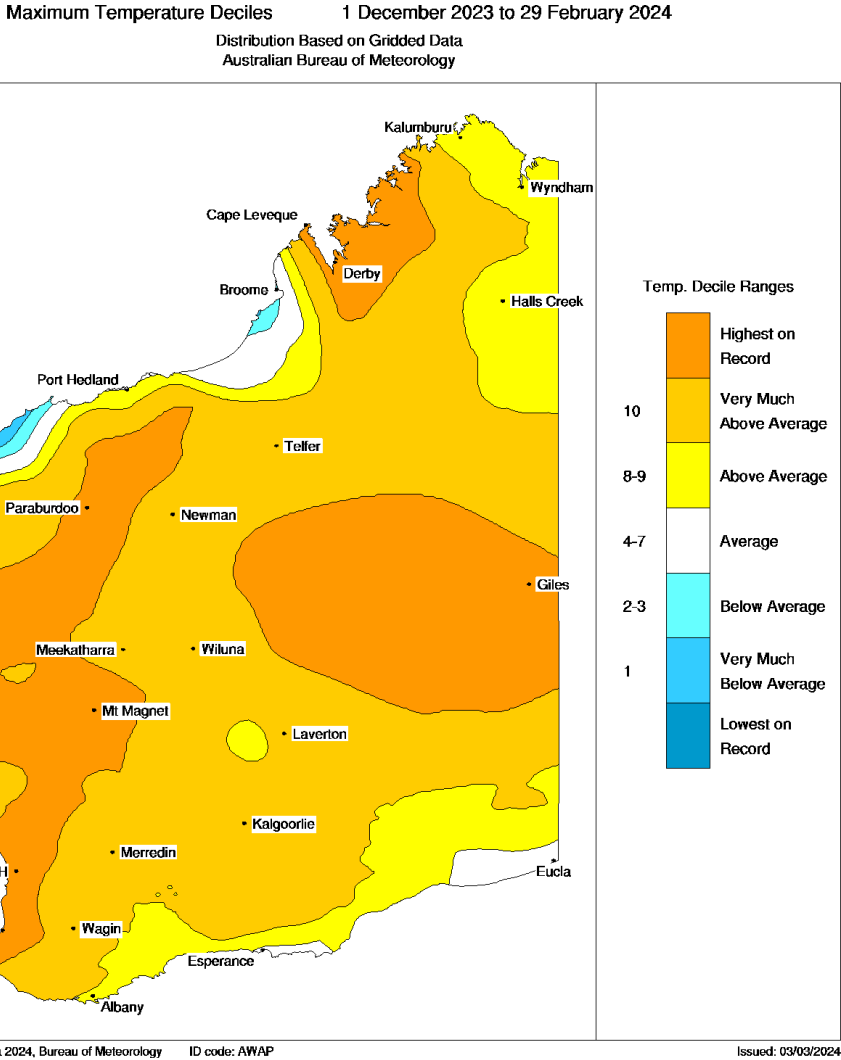 Maximum Temperature Deciles 1 December 2023 to 29 February 2024
Distribution Based on Gridded Data
Australian Bureau of Meteorology
Kalumburu
Wyndham
Cape Leveque
Derby
Broome
Halls Creek
Temp. Decile Ranges
Highest on
Record
Port Hedland
10
Very Much
Above Average
Telfer
8-9
Above Average
Paraburdoo
Newman
4-7
Average
Giles
2-3
Below Average
Meekatharra
Wiluna
1
Very Much
Below Average
Mt Magnet
Lowest on
Record
Laverton
Kalgoorlie
Merredin
H
Eucla
Wagin
Esperance
Albany
2024, Bureau of Meteorology ID code: AWAP Issued: 03/03/2024